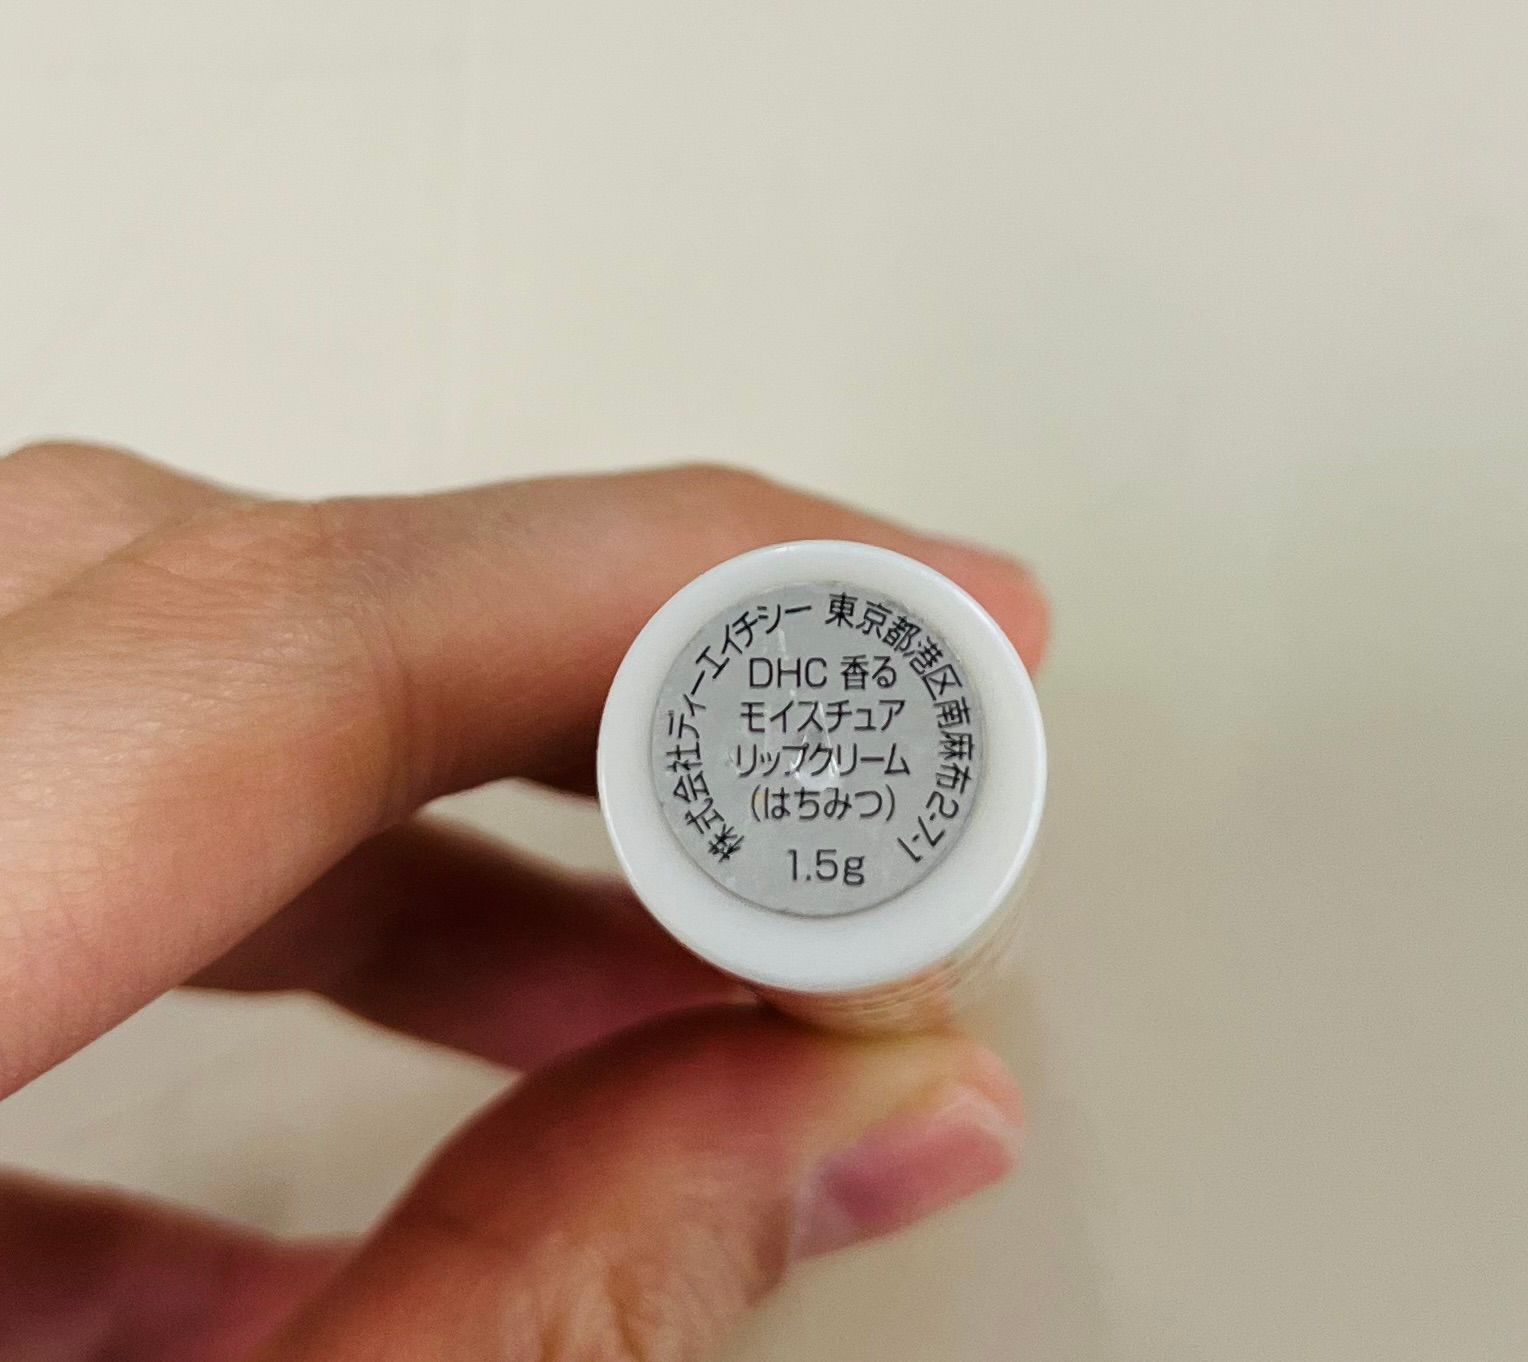 株式会社ディーエイチシー 東京都港区南麻布2-7-1
DHC 香る
モイスチュア
リップクリーム
(はちみつ)
1.5g